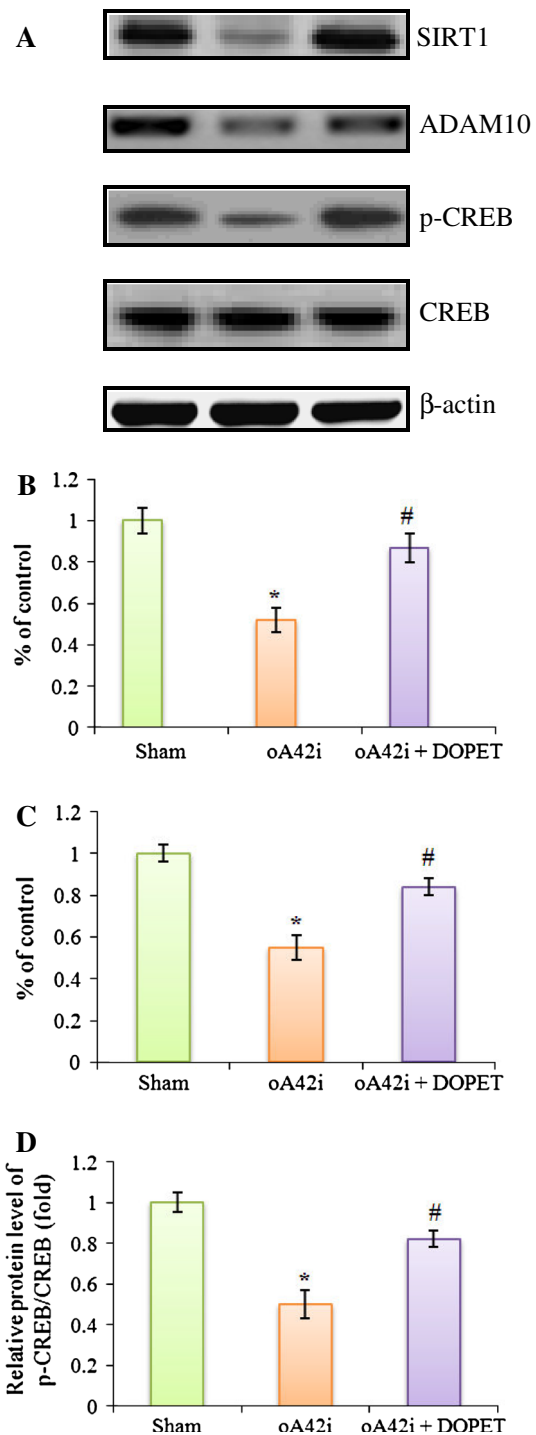 A
SIRT1
ADAM10
p-CREB
CREB
β-actin
B
% of control
1.2
1
0.8
0.6
0.4
0.2
0
*
#
Sham oA42i oA42i + DOPET
C
% of control
1.2
1
0.8
0.6
0.4
0.2
0
*
#
Sham oA42i oA42i + DOPET
D
Relative protein level of
p-CREB/CREB (fold)
1.2
1
0.8
0.6
0.4
0.2
0
*
#
Sham oA42i oA42i + DOPET